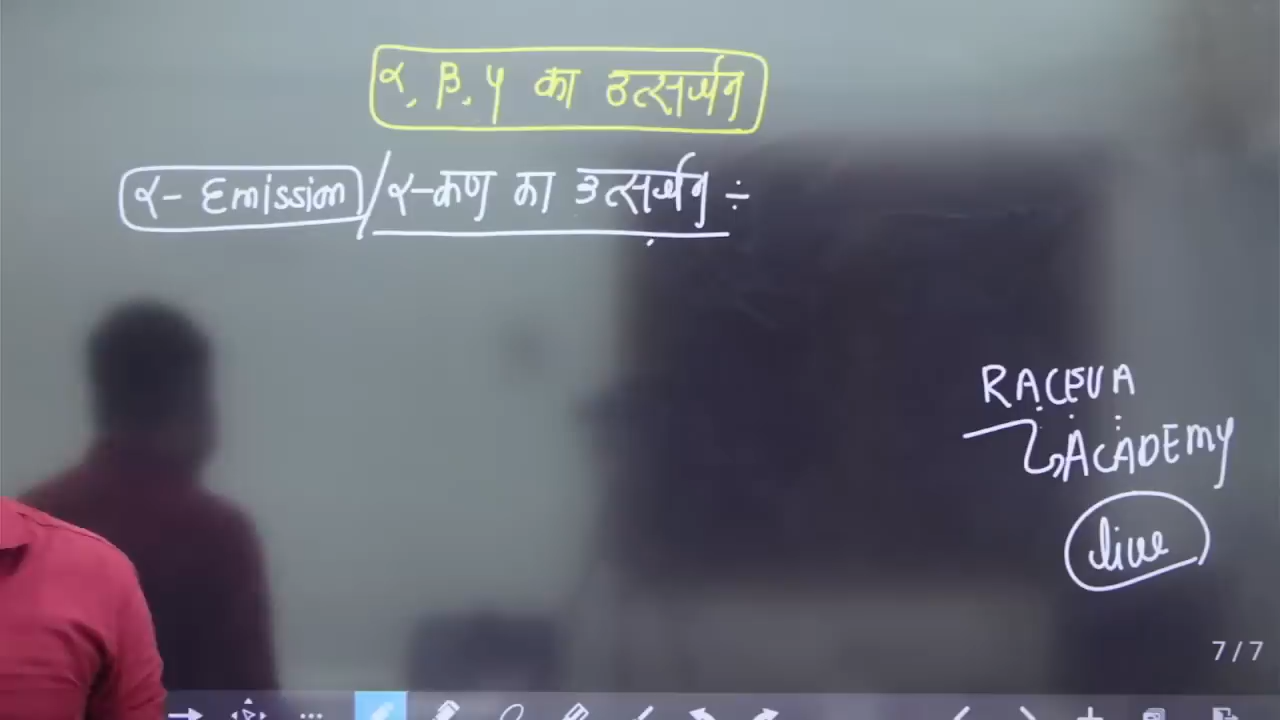 α, β, γ का उत्सर्जन
α- Emission / α-कण का उत्सर्जन ÷
RACEVA
ACADEMY
live
7/7